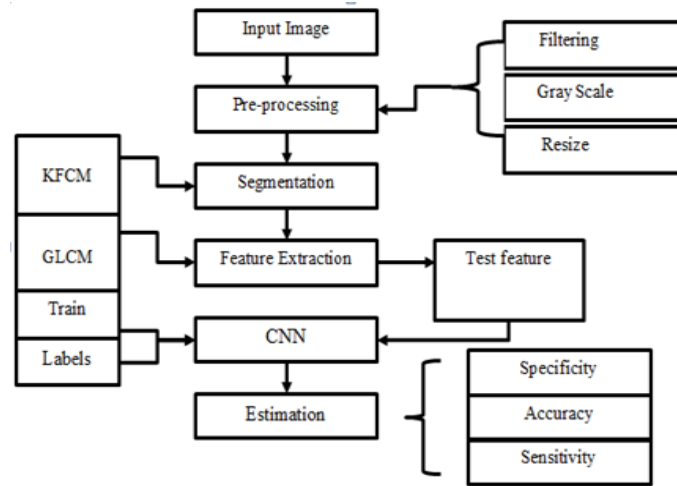 Input Image
Filtering
Pre-processing
Gray Scale
Resize
KFCM
Segmentation
GLCM
Feature Extraction
Test feature
Train
CNN
Labels
Specificity
Estimation
Accuracy
Sensitivity